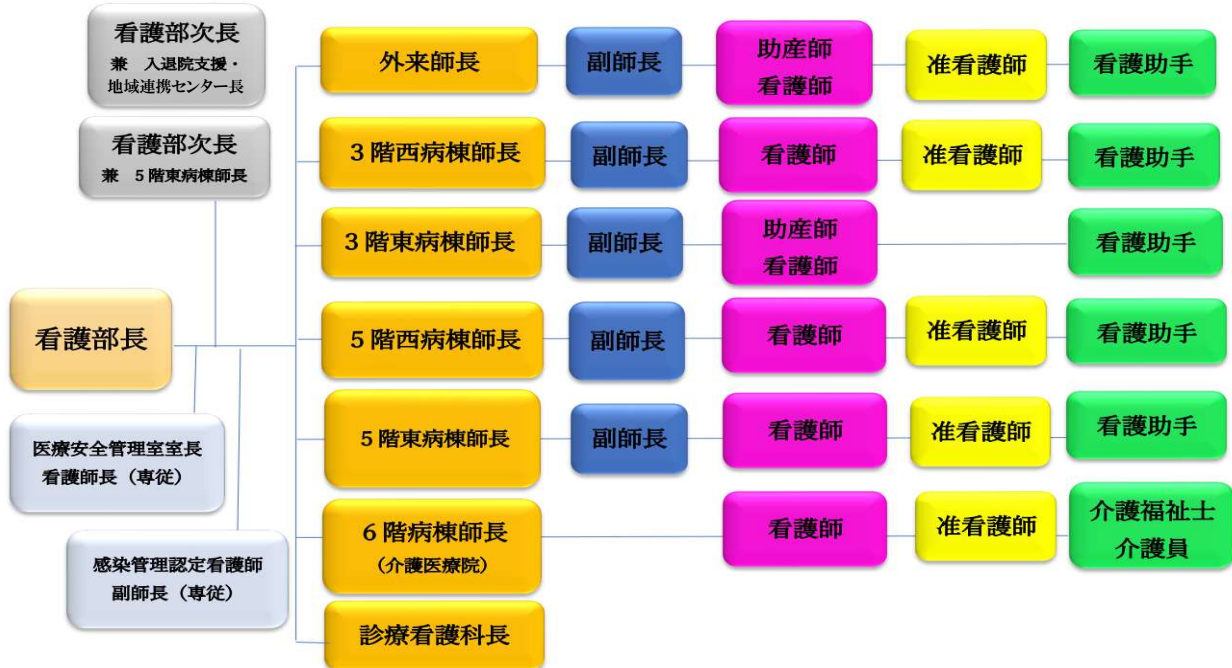 看護部次長
兼 入退院支援・
地域連携センター長
看護部次長
兼 5階東病棟師長
看護部長
医療安全管理室室長
看護師長（専従）
感染管理認定看護師
副師長（専従）
外来師長
副師長
助産師
看護師
准看護師
看護助手
3階西病棟師長
副師長
看護師
准看護師
看護助手
3階東病棟師長
副師長
助産師
看護師
看護助手
5階西病棟師長
副師長
看護師
准看護師
看護助手
5階東病棟師長
副師長
看護師
准看護師
看護助手
6階病棟師長
（介護医療院）
看護師
准看護師
介護福祉士
介護員
診療看護科長